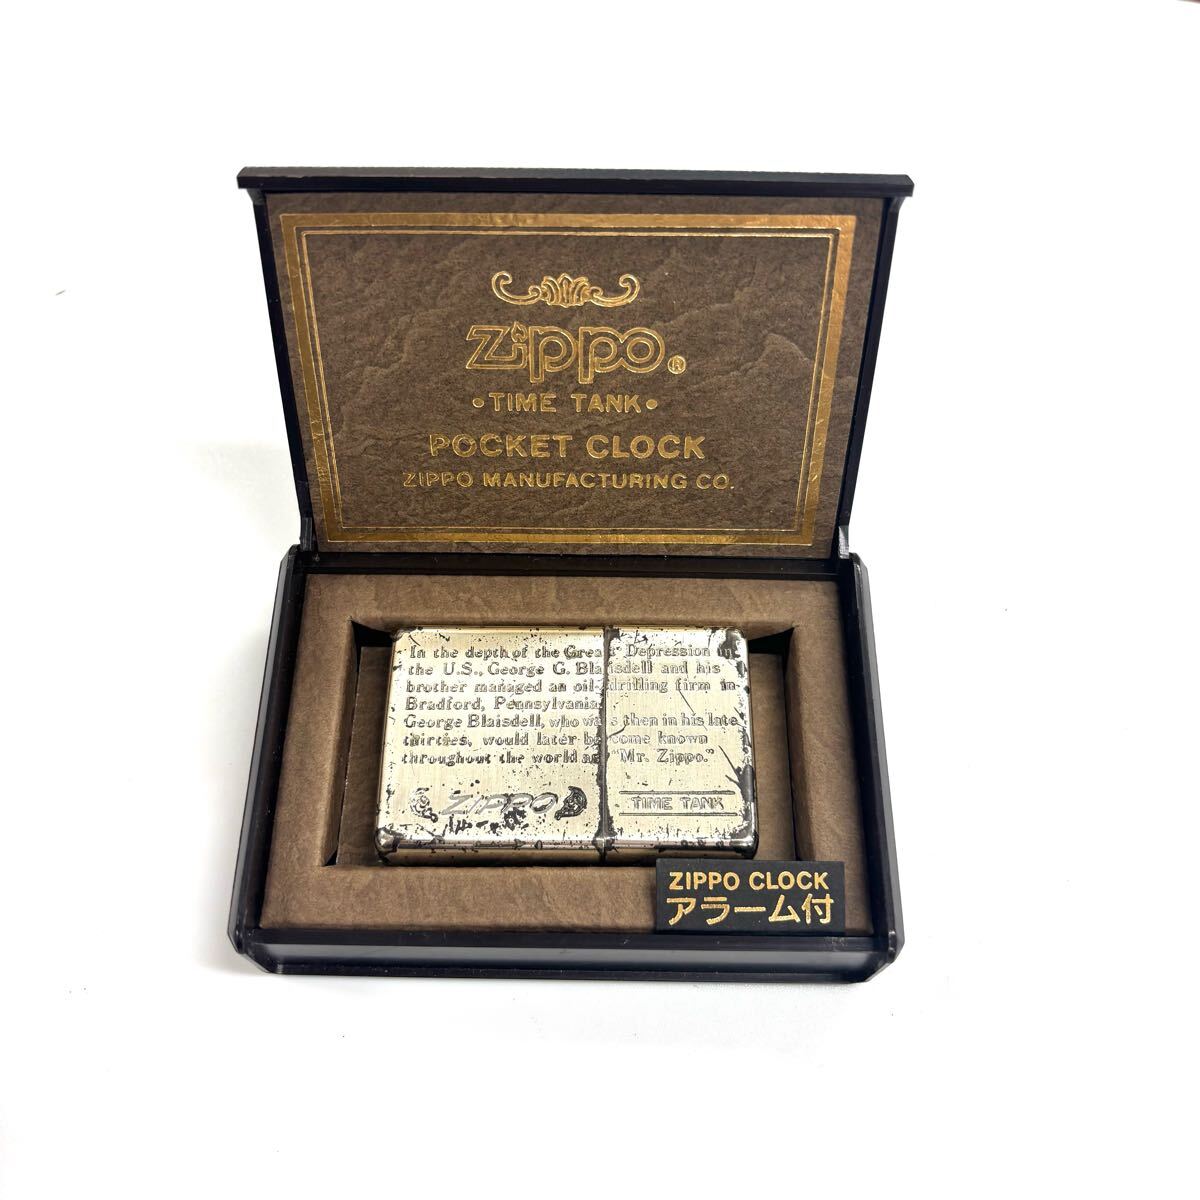 Zippo®
•TIME TANK•
POCKET CLOCK
ZIPPO MANUFACTURING CO.
In the depth of the Great Depression in
the U.S., George G. Blaisdell and his
brother managed an oil-drilling firm in
Bradford, Pennsylvania.
George Blaisdell, who was then in his late
thirties, would later become known
throughout the world as "Mr. Zippo."
ZIPPO
TIME TANK
ZIPPO CLOCK
アラーム付